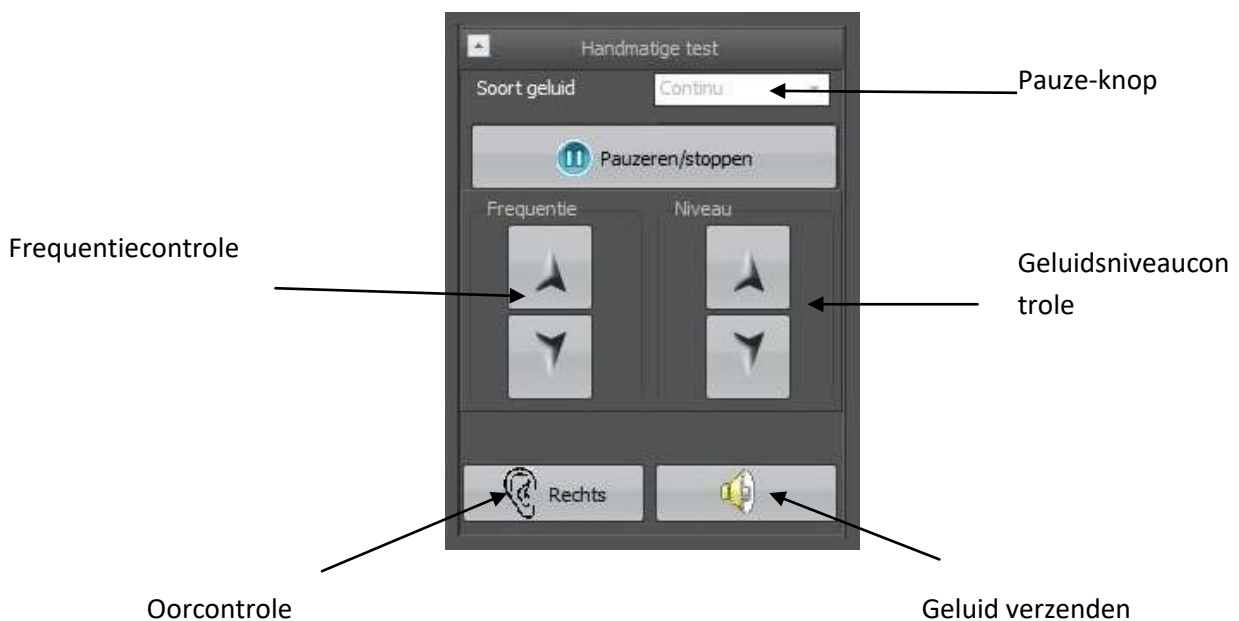 Handmatige test
Soort geluid
Continu
Pauze-knop
Pauzeren/stoppen
Frequentie
Niveau
Frequentiecontrole
Geluidsniveaucon
trole
Rechts
Oorcontrole
Geluid verzenden